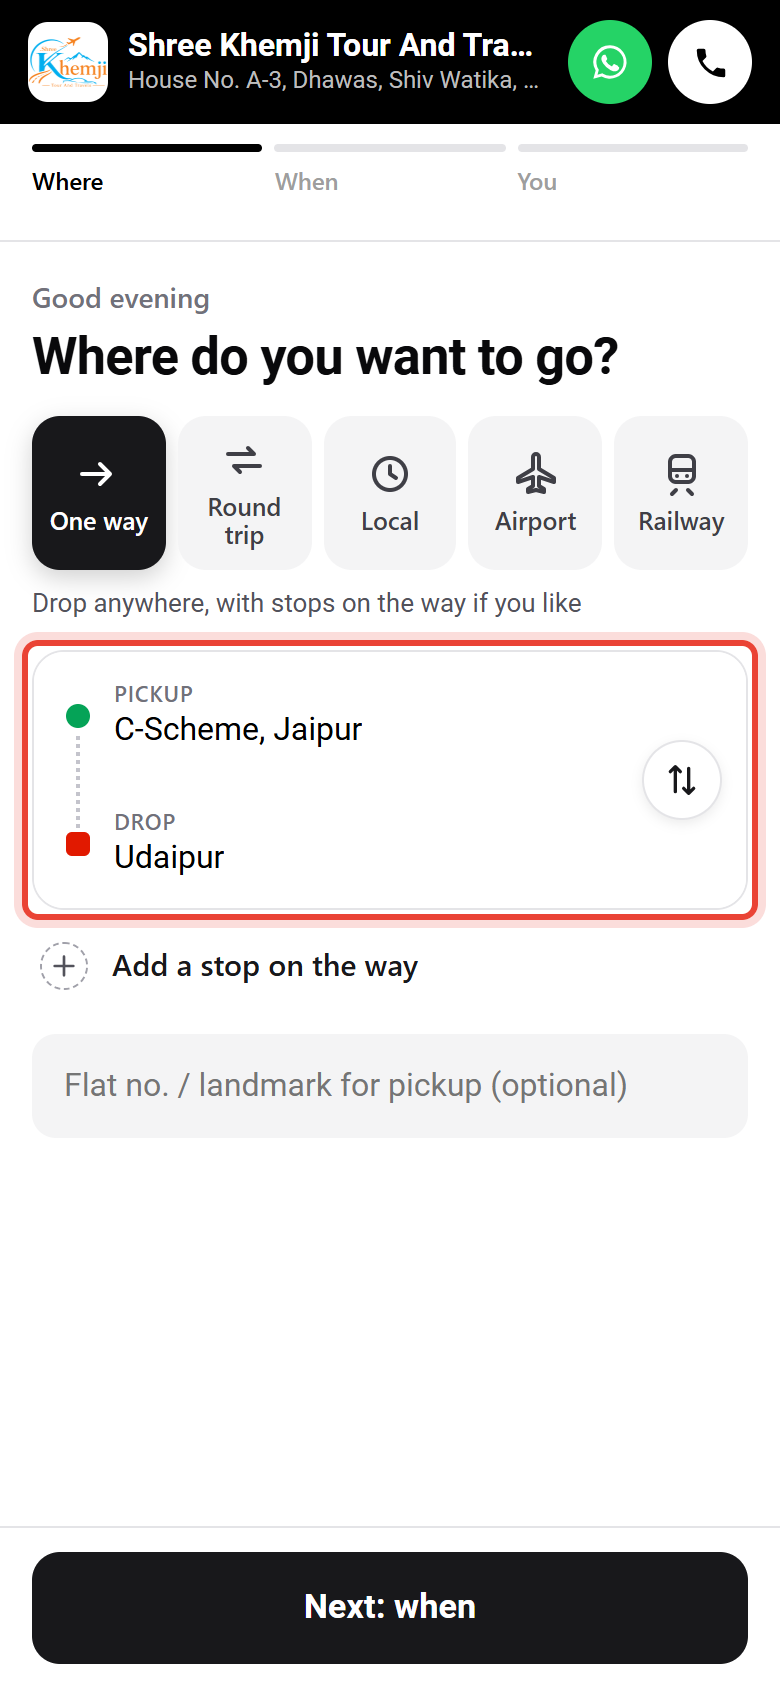 Shree Khemji Tour And Tra...
House No. A-3, Dhawas, Shiv Watika, ...
Shree
Khemji
Where
When
You
Good evening
Where do you want to go?
One way
Round
trip
Local
Airport
Railway
Drop anywhere, with stops on the way if you like
PICKUP
C-Scheme, Jaipur
DROP
Udaipur
Add a stop on the way
Flat no. / landmark for pickup (optional)
Next: when